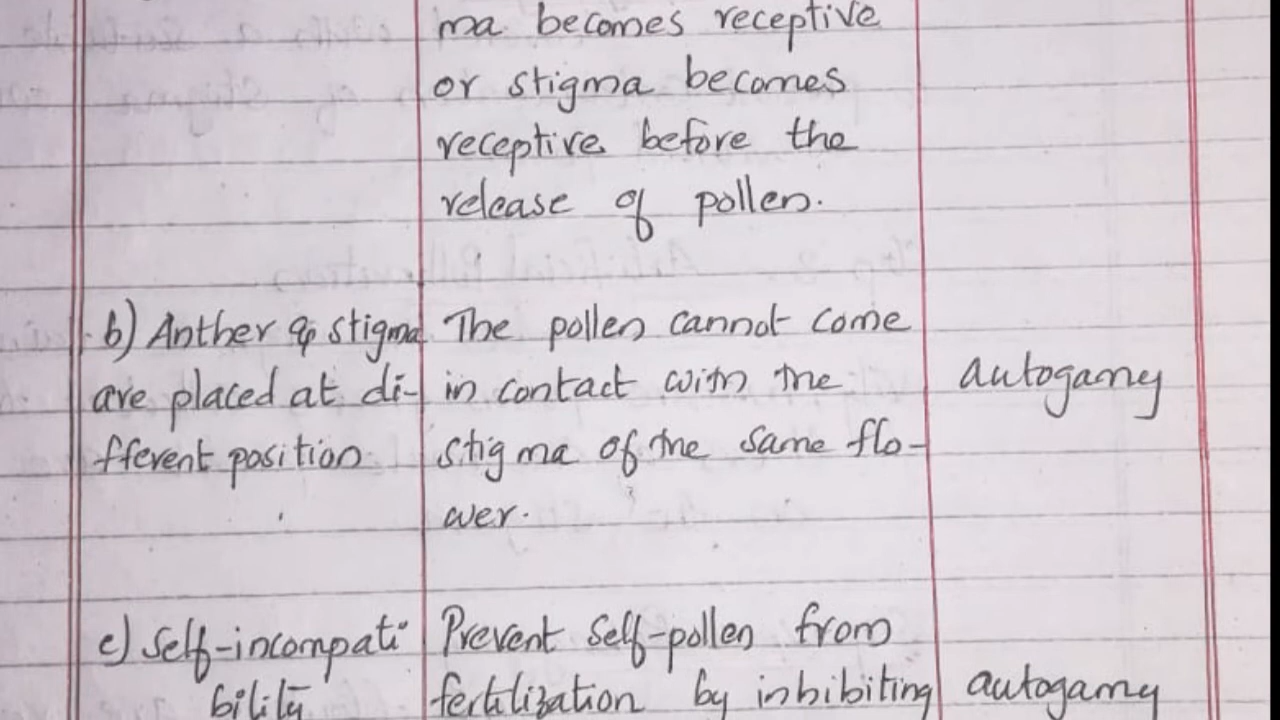 ma becomes receptive
or stigma becomes
receptive before the
release of pollen.
b) Anther & stigma
are placed at di-
fferent position
The pollen cannot come
in contact with the
stigma of the same flo-
wer.
autogamy
c) Self-incompati
bility
Prevent self-pollen from
fertilization by inhibiting
autogamy